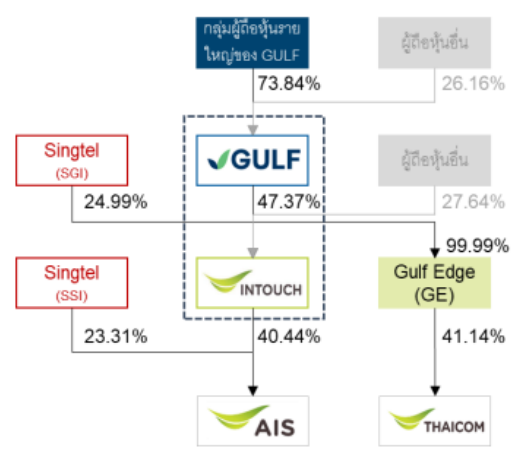 กลุ่มผู้ถือหุ้นราย
ใหญ่ของ GULF
ผู้ถือหุ้นอื่น
73.84%
26.16%
Singtel
(SGI)
GULF
ผู้ถือหุ้นอื่น
24.99%
47.37%
27.64%
99.99%
Singtel
(SSI)
INTOUCH
Gulf Edge
(GE)
23.31%
40.44%
41.14%
AIS
THAICOM